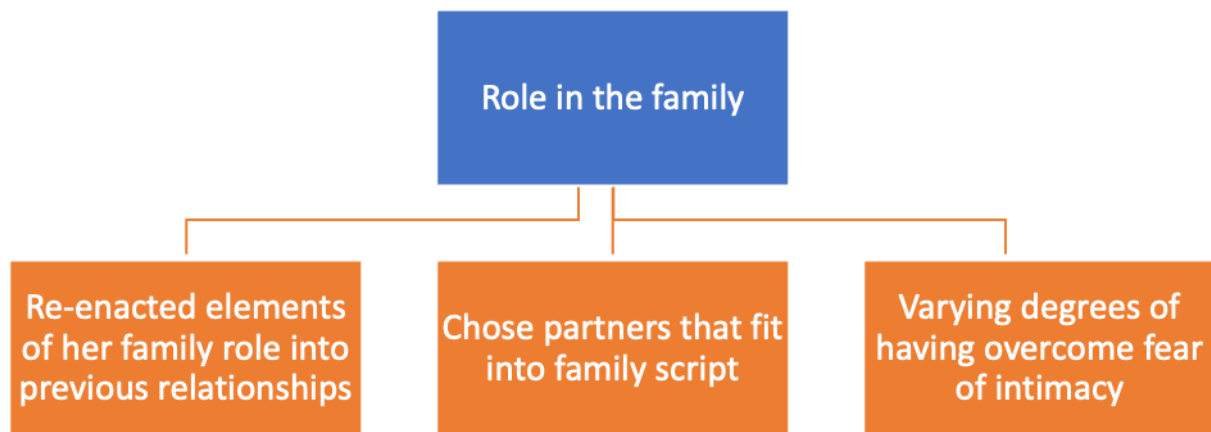 Role in the family
Re-enacted elements
of her family role into
previous relationships
Chose partners that fit
into family script
Varying degrees of
having overcome fear
of intimacy